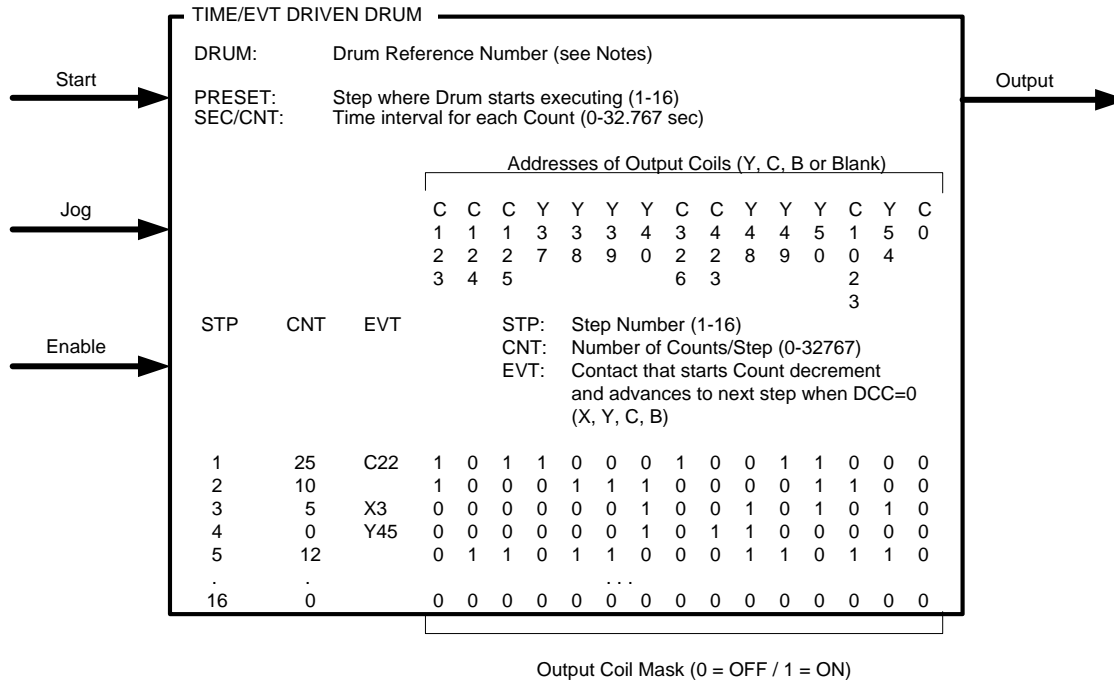 TIME/EVT DRIVEN DRUM
DRUM: Drum Reference Number (see Notes)
Start
Output
PRESET: Step where Drum starts executing (1-16)
SEC/CNT: Time interval for each Count (0-32.767 sec)
Addresses of Output Coils (Y, C, B or Blank)
Jog
C C C Y Y Y Y C C Y Y Y C Y C
1 1 1 3 3 3 4 3 4 4 4 5 1 5 0
2 2 2 7 8 9 0 2 2 8 9 0 0 4
3 4 5 6 3 2
3
STP CNT EVT STP: Step Number (1-16)
Enable
CNT: Number of Counts/Step (0-32767)
EVT: Contact that starts Count decrement
and advances to next step when DCC=0
(X, Y, C, B)
1 25 C22 1 0 1 1 0 0 0 1 0 0 1 1 0 0 0
2 10 1 0 0 0 1 1 1 0 0 0 0 1 1 0 0
3 5 X3 0 0 0 0 0 0 1 0 0 1 0 1 0 1 0
4 0 Y45 0 0 0 0 0 0 1 0 1 1 0 0 0 0 0
5 12 0 1 1 0 1 1 0 0 0 1 1 0 1 1 0
. . . . .
16 0 0 0 0 0 0 0 0 0 0 0 0 0 0 0 0
Output Coil Mask (0 = OFF / 1 = ON)